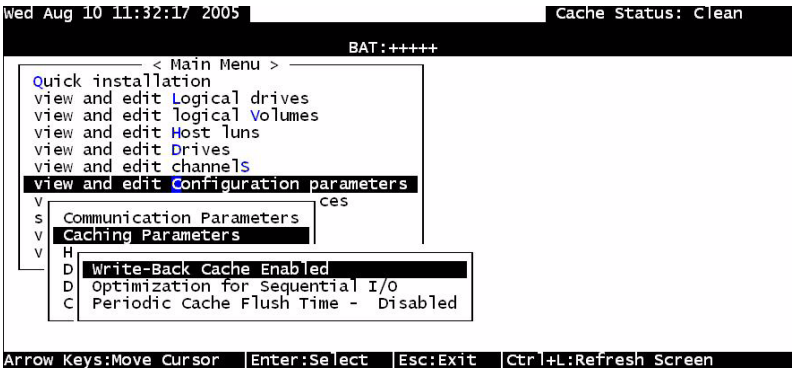 Wed Aug 10 11:32:17 2005 Cache Status: Clean
BAT:+++++
< Main Menu >
Quick installation
view and edit Logical drives
view and edit logical Volumes
view and edit Host luns
view and edit Drives
view and edit channelS
view and edit Configuration parameters
v ces
s Communication Parameters
v Caching Parameters
v H
D Write-Back Cache Enabled
D Optimization for Sequential I/O
C Periodic Cache Flush Time - Disabled
Arrow Keys:Move Cursor |Enter:Select |Esc:Exit |Ctrl+L:Refresh Screen